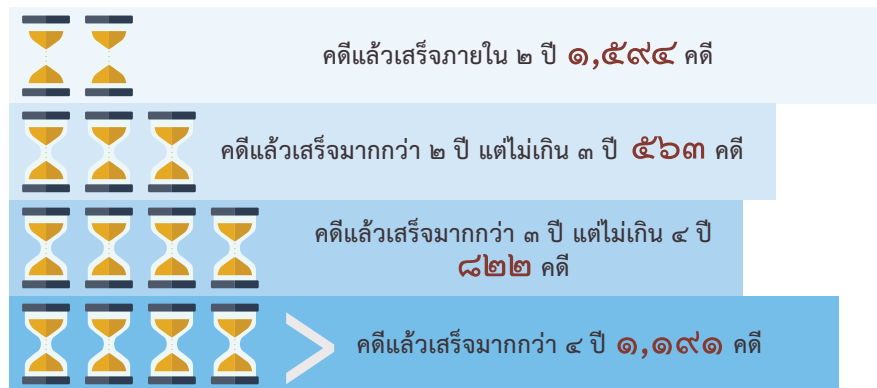 คดีแล้วเสร็จภายใน ๒ ปี ๑,๕๙๔ คดี
คดีแล้วเสร็จมากกว่า ๒ ปี แต่ไม่เกิน ๓ ปี ๕๖๓ คดี
คดีแล้วเสร็จมากกว่า ๓ ปี แต่ไม่เกิน ๔ ปี
๘๒๒ คดี
> คดีแล้วเสร็จมากกว่า ๔ ปี ๑,๑๙๑ คดี